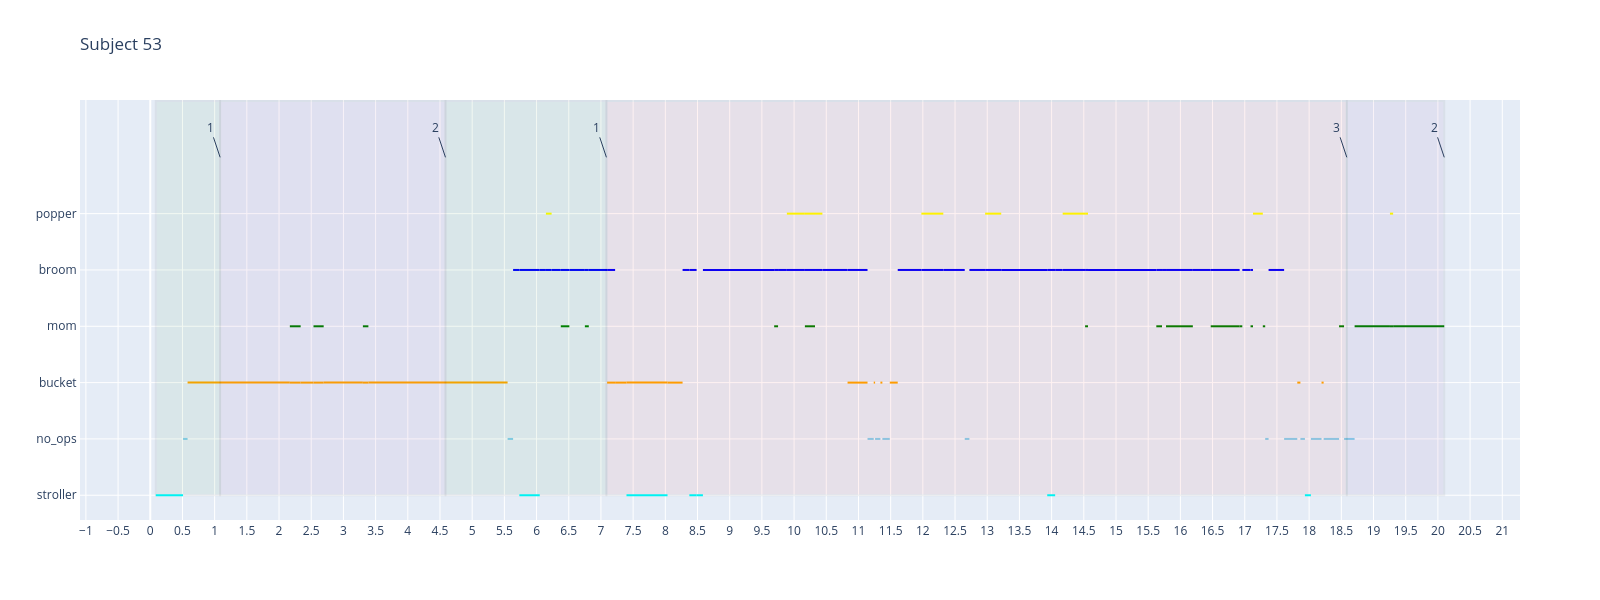 Subject 53
1 2 1 3 2
popper
broom
mom
bucket
no_ops
stroller
−1 −0.5 0 0.5 1 1.5 2 2.5 3 3.5 4 4.5 5 5.5 6 6.5 7 7.5 8 8.5 9 9.5 10 10.5 11 11.5 12 12.5 13 13.5 14 14.5 15 15.5 16 16.5 17 17.5 18 18.5 19 19.5 20 20.5 21